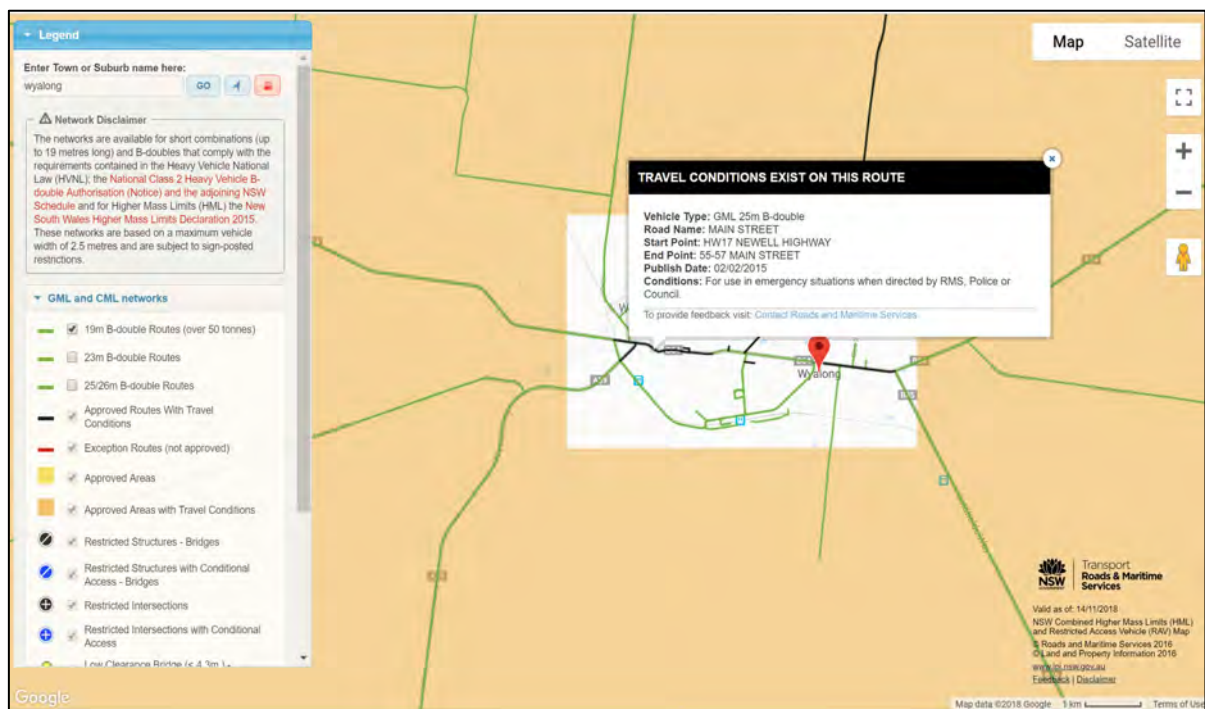 Legend
Enter Town or Suburb name here:
wyalong
GO
Network Disclaimer
The networks are available for short combinations (up
to 19 metres long) and B-doubles that comply with the
requirements contained in the Heavy Vehicle National
Law (HVNL); the National Class 2 Heavy Vehicle B-
double Authorisation (Notice) and the adjoining NSW
Schedule and for Higher Mass Limits (HML) the New
South Wales Higher Mass Limits Declaration 2015.
These networks are based on a maximum vehicle
width of 2.5 metres and are subject to sign-posted
restrictions.
GML and CML networks
19m B-double Routes (over 50 tonnes)
23m B-double Routes
25/26m B-double Routes
Approved Routes With Travel
Conditions
Exception Routes (not approved)
Approved Areas
Approved Areas with Travel Conditions
Restricted Structures - Bridges
Restricted Structures with Conditional
Access - Bridges
Restricted Intersections
Restricted Intersections with Conditional
Access
Low Clearance Bridge (≤ 4.3m) -
Google
Map Satellite
TRAVEL CONDITIONS EXIST ON THIS ROUTE
Vehicle Type: GML 25m B-double
Road Name: MAIN STREET
Start Point: HW17 NEWELL HIGHWAY
End Point: 55-57 MAIN STREET
Publish Date: 02/02/2015
Conditions: For use in emergency situations when directed by RMS, Police or
Council.
To provide feedback visit: Contact Roads and Maritime Services
Wyalong
NSW
Transport
Roads & Maritime
Services
Valid as of: 14/11/2018
NSW Combined Higher Mass Limits (HML)
and Restricted Access Vehicle (RAV) Map
© Roads and Maritime Services 2016
© Land and Property Information 2016
www.lpi.nsw.gov.au
Feedback | Disclaimer
Map data ©2018 Google 1 km Terms of Use